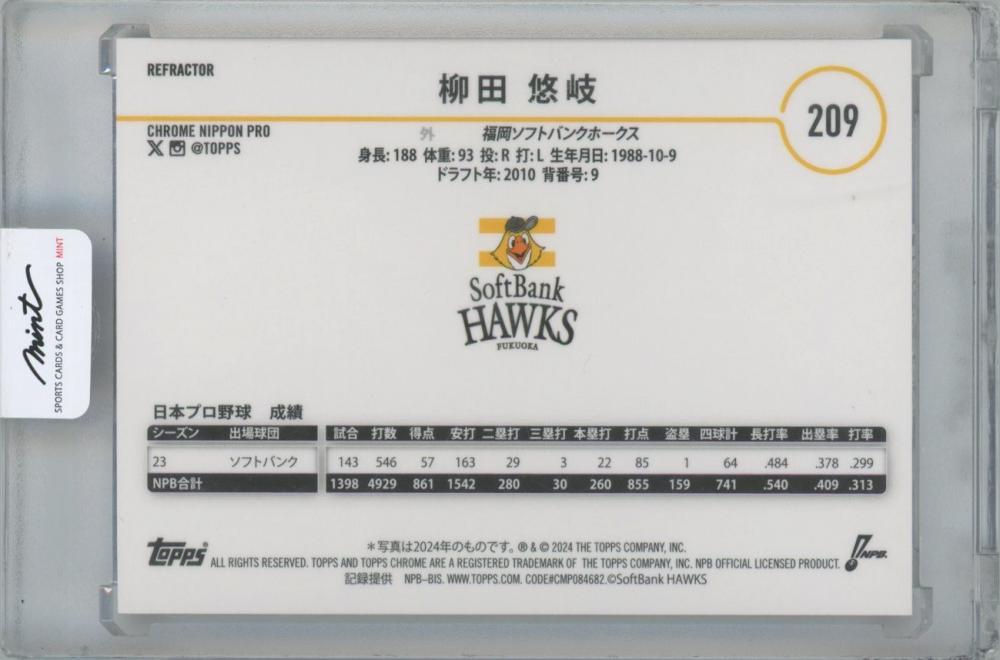 REFRACTOR
柳田 悠岐
209
CHROME NIPPON PRO
@TOPPS
外 福岡ソフトバンクホークス
身長: 188 体重: 93 投: R 打: L 生年月日: 1988-10-9
ドラフト年: 2010 背番号: 9
SoftBank
HAWKS
FUKUOKA
mint
SPORTS CARDS & CARD GAMES SHOP MINT
日本プロ野球 成績
シーズン 出場球団 試合 打数 得点 安打 二塁打 三塁打 本塁打 打点 盗塁 四球計 長打率 出塁率 打率
23 ソフトバンク 143 546 57 163 29 3 22 85 1 64 .484 .378 .299
NPB合計 1398 4929 861 1542 280 30 260 855 159 741 .540 .409 .313
topps
＊写真は2024年のものです。 ® & © 2024 THE TOPPS COMPANY, INC.
ALL RIGHTS RESERVED. TOPPS AND TOPPS CHROME ARE A REGISTERED TRADEMARK OF THE TOPPS COMPANY, INC. NPB OFFICIAL LICENSED PRODUCT.
記録提供 NPB-BIS. WWW.TOPPS.COM. CODE#CMP084682.©SoftBank HAWKS
NPB